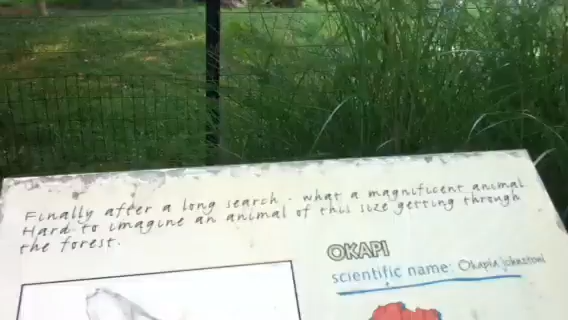 Finally after a long search - what a magnificent animal
Hard to imagine an animal of this size getting through
the forest.
OKAPI
scientific name: Okapia johnstoni